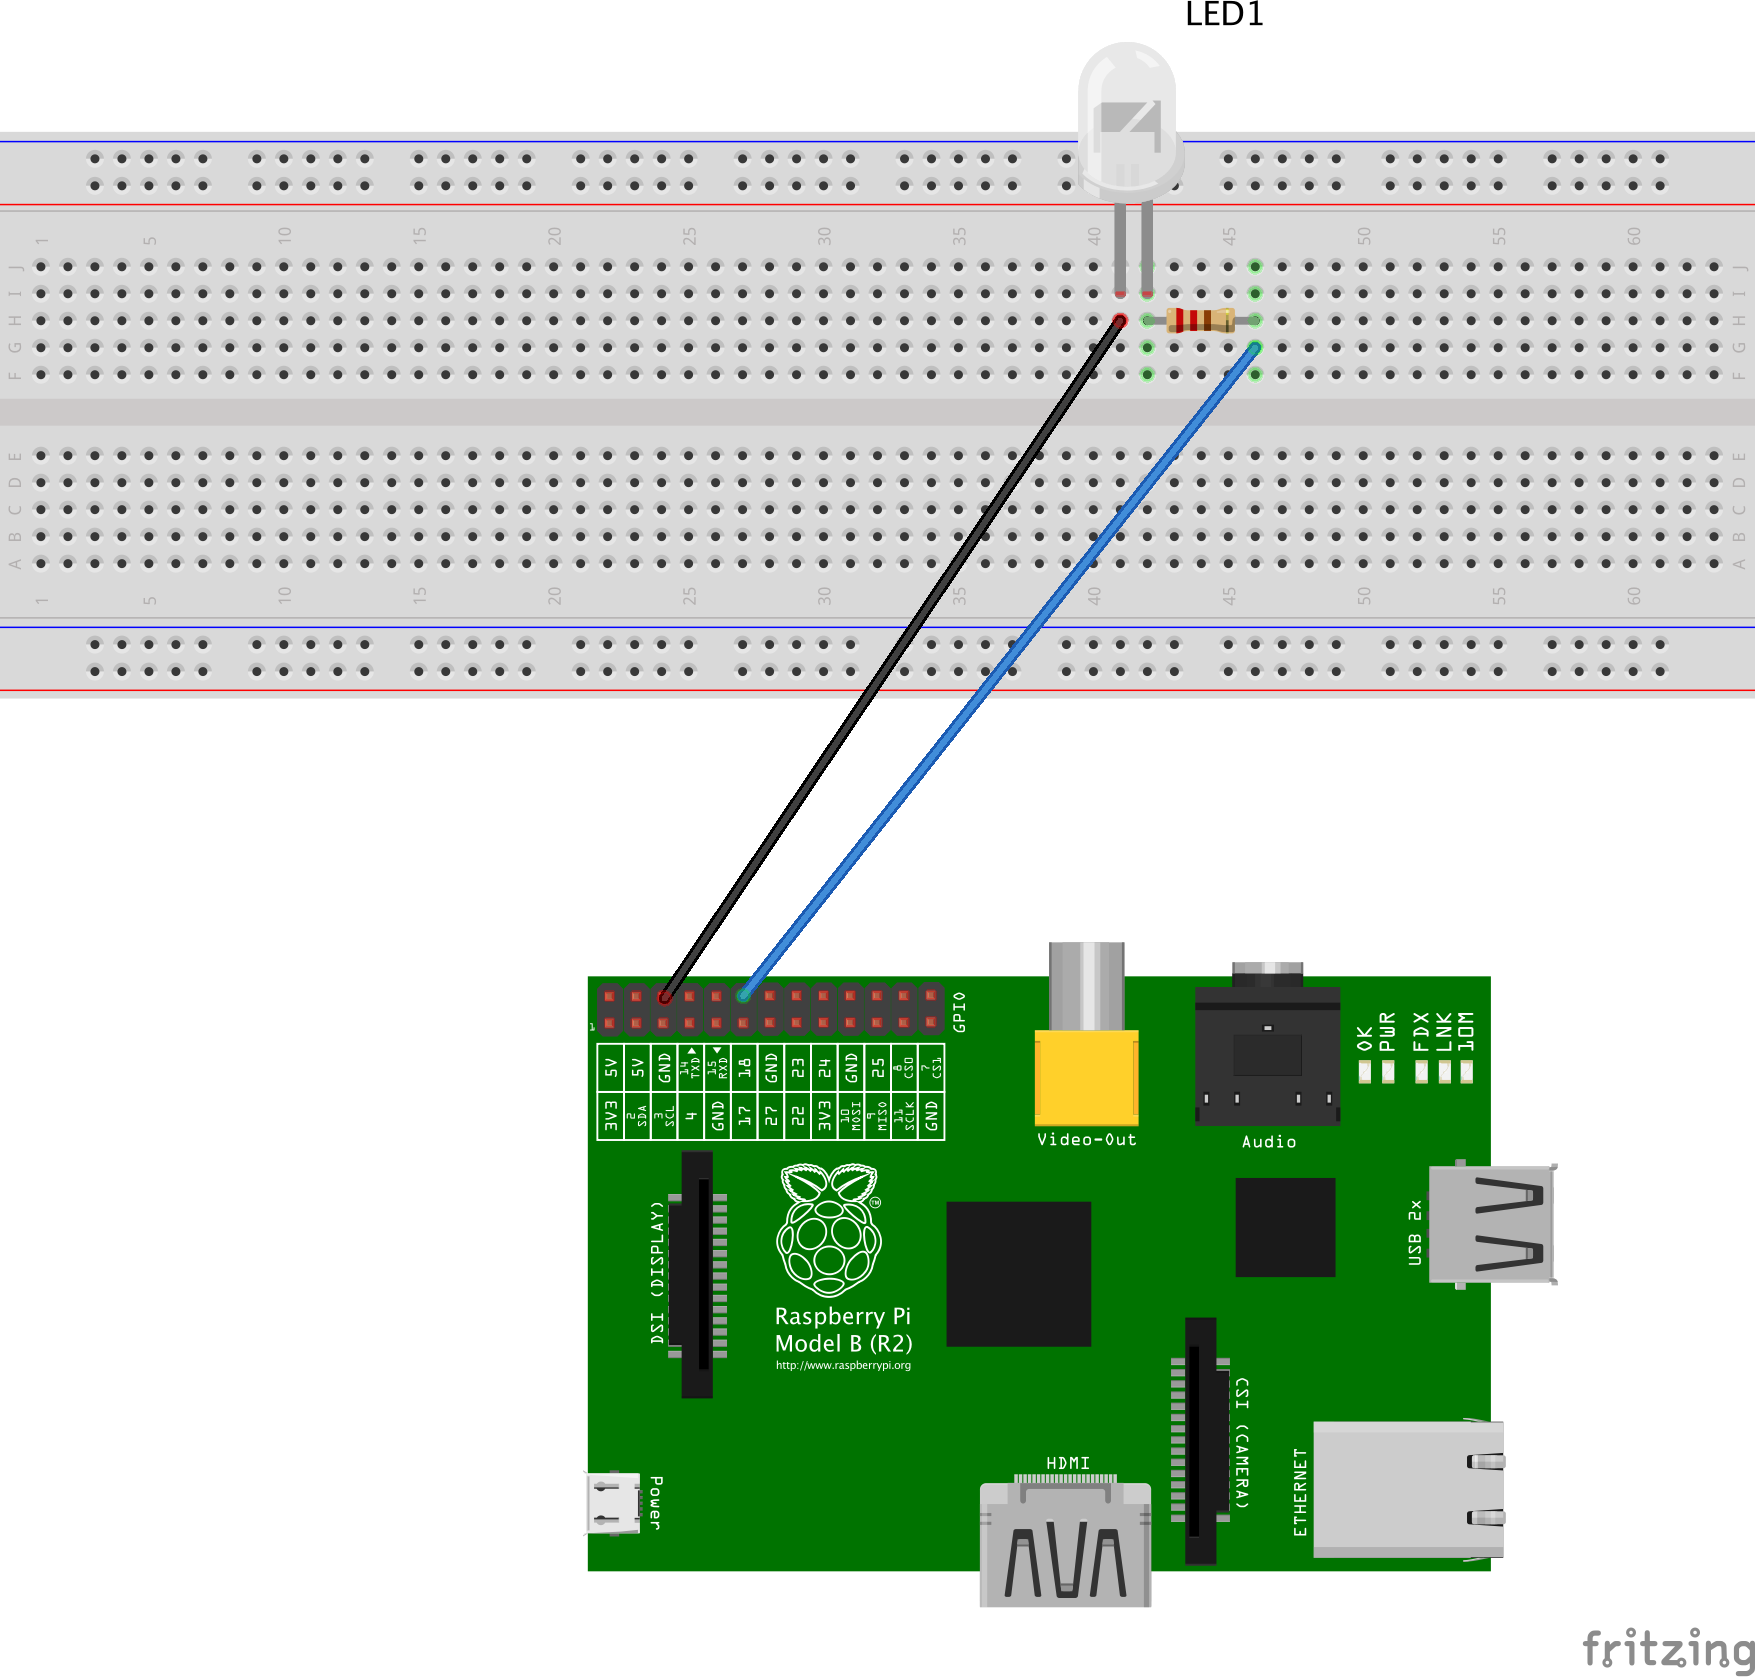 LED1
1 5 10 15 20 25 30 35 40 45 50 55 60
J J
I I
H H
G G
F F
E E
D D
C C
B B
A A
1 5 10 15 20 25 30 35 40 45 50 55 60
1
GPIO
5V 5V GND 14 TXD 15 RXD 18 GND 23 24 GND 25 8 CS0 7 CS1
3V3 2 SDA 3 SCL 4 GND 17 27 22 3V3 10 MOSI 9 MISO 11 SCLK GND
OK PWR FDX LNK 10M
Video-Out
Audio
USB 2x
DSI (DISPLAY)
TM
Raspberry Pi
Model B (R2)
http://www.raspberrypi.org
CSI (CAMERA)
ETHERNET
HDMI
Power
fritzing